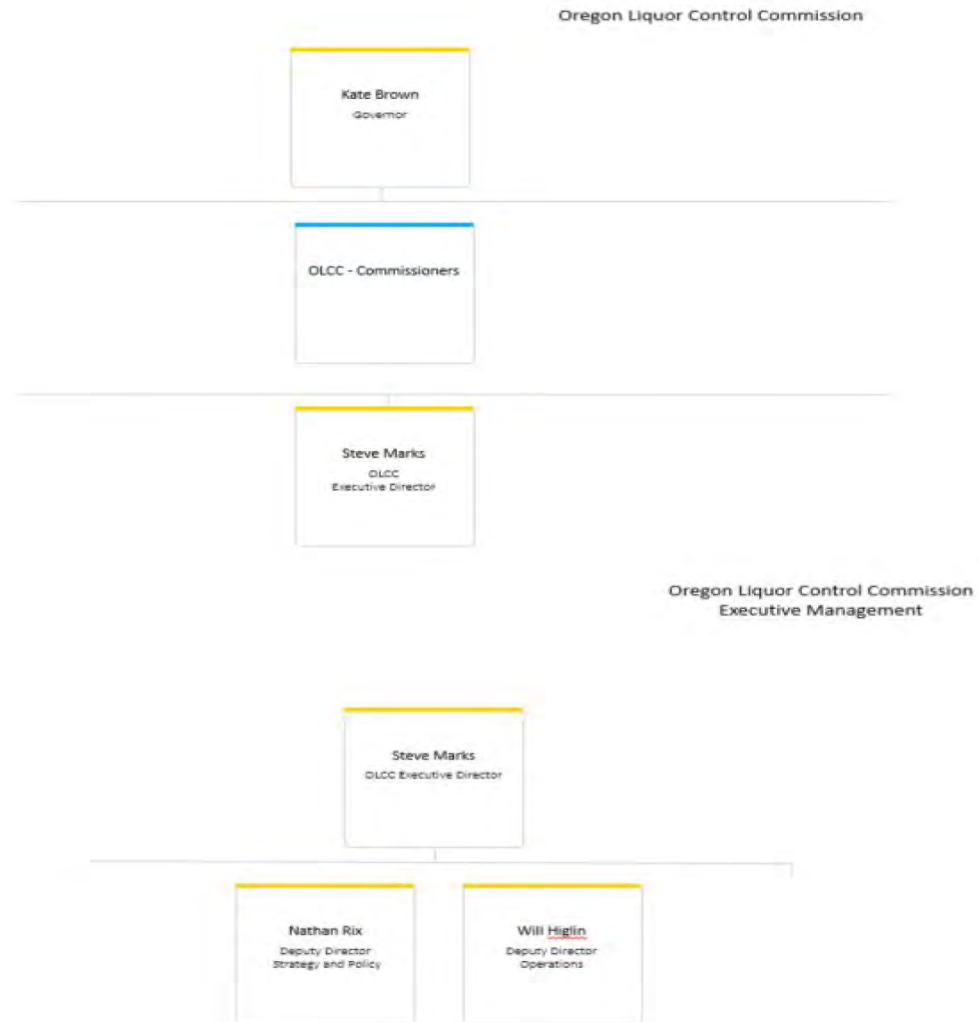 Oregon Liquor Control Commission
Kate Brown
Governor
OLCC - Commissioners
Steve Marks
OLCC
Executive Director
Oregon Liquor Control Commission
Executive Management
Steve Marks
OLCC Executive Director
Nathan Rix
Deputy Director
Strategy and Policy
Will Higlin
Deputy Director
Operations